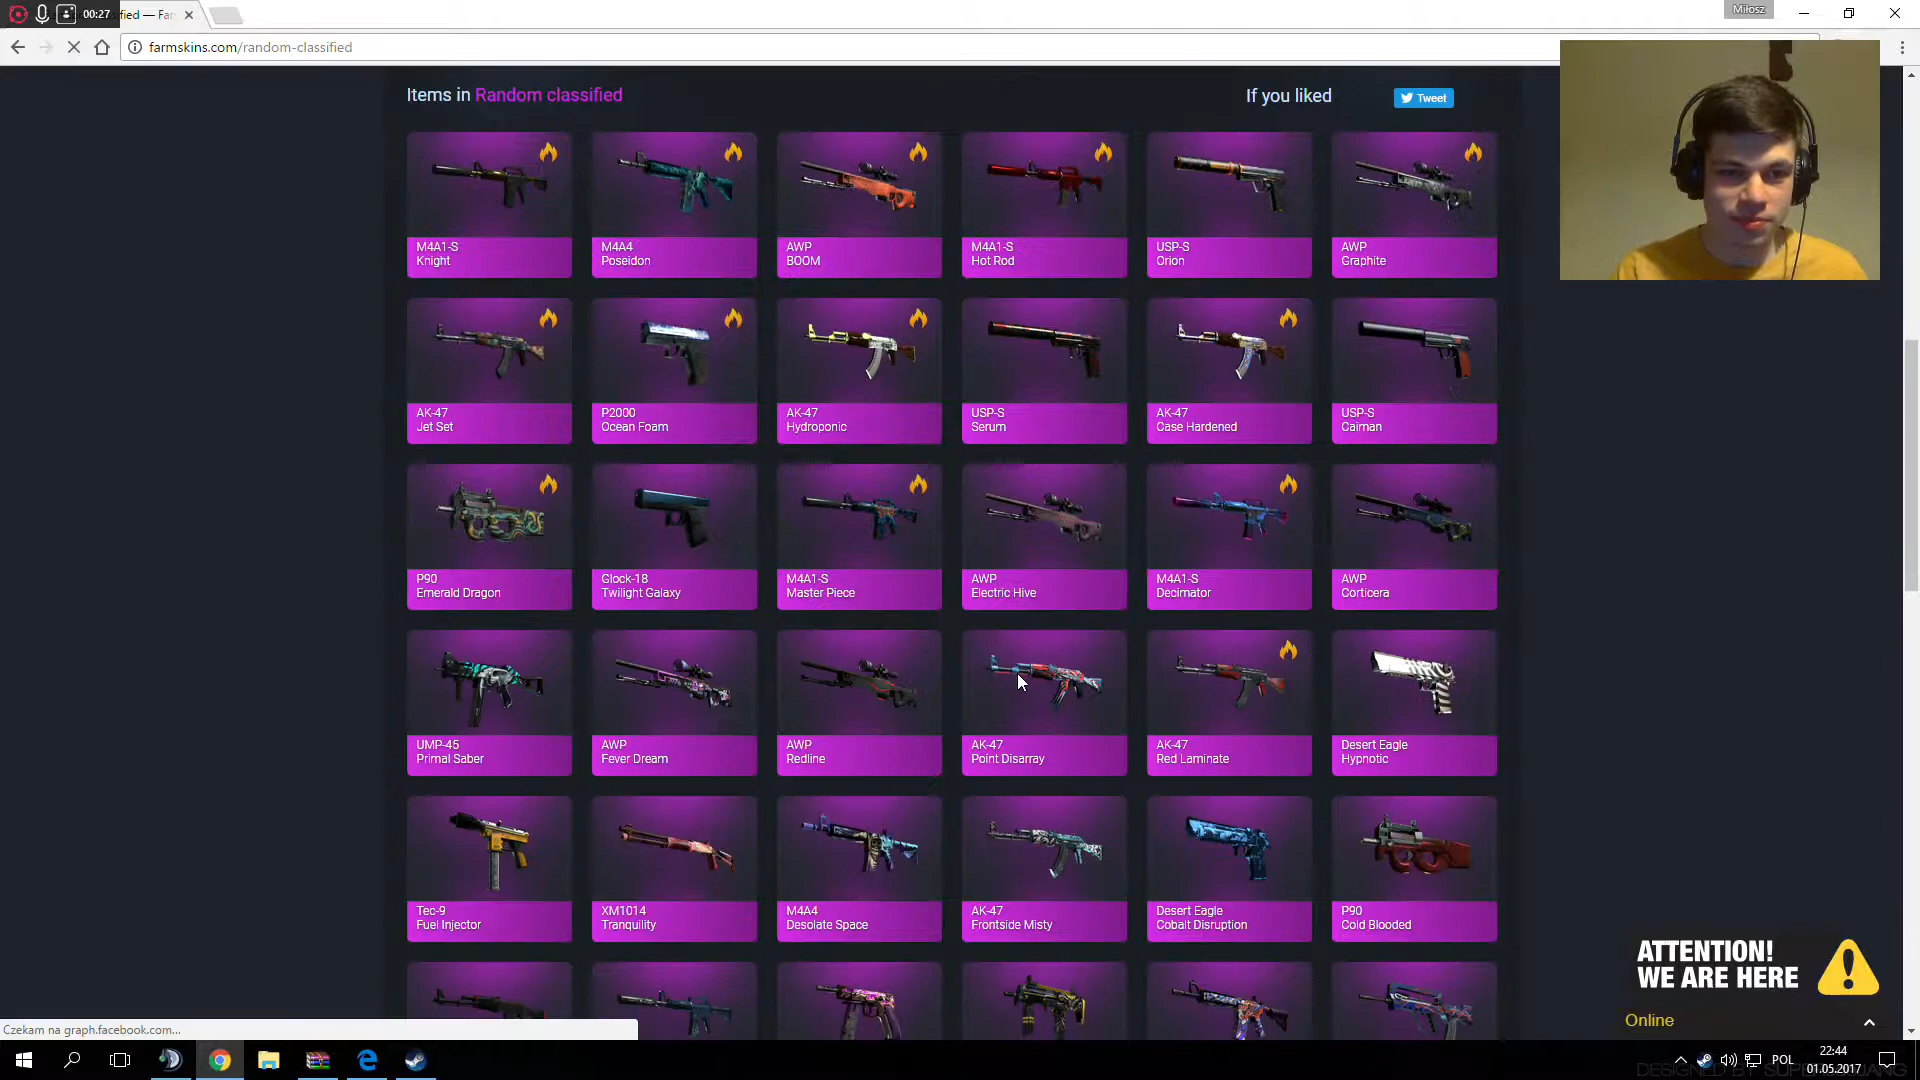 00:27
Miłosz
farmskins.com/random-classified
Items in Random classified
If you liked
Tweet
M4A1-S
Knight
M4A4
Poseidon
AWP
BOOM
M4A1-S
Hot Rod
USP-S
Orion
AWP
Graphite
AK-47
Jet Set
P2000
Ocean Foam
AK-47
Hydroponic
USP-S
Serum
AK-47
Case Hardened
USP-S
Caiman
P90
Emerald Dragon
Glock-18
Twilight Galaxy
M4A1-S
Master Piece
AWP
Electric Hive
M4A1-S
Decimator
AWP
Corticera
UMP-45
Primal Saber
AWP
Fever Dream
AWP
Redline
AK-47
Point Disarray
AK-47
Red Laminate
Desert Eagle
Hypnotic
Tec-9
Fuel Injector
XM1014
Tranquility
M4A4
Desolate Space
AK-47
Frontside Misty
Desert Eagle
Cobalt Disruption
P90
Cold Blooded
ATTENTION!
WE ARE HERE
Online
Czekam na graph.facebook.com...
POL
22:44
01.05.2017